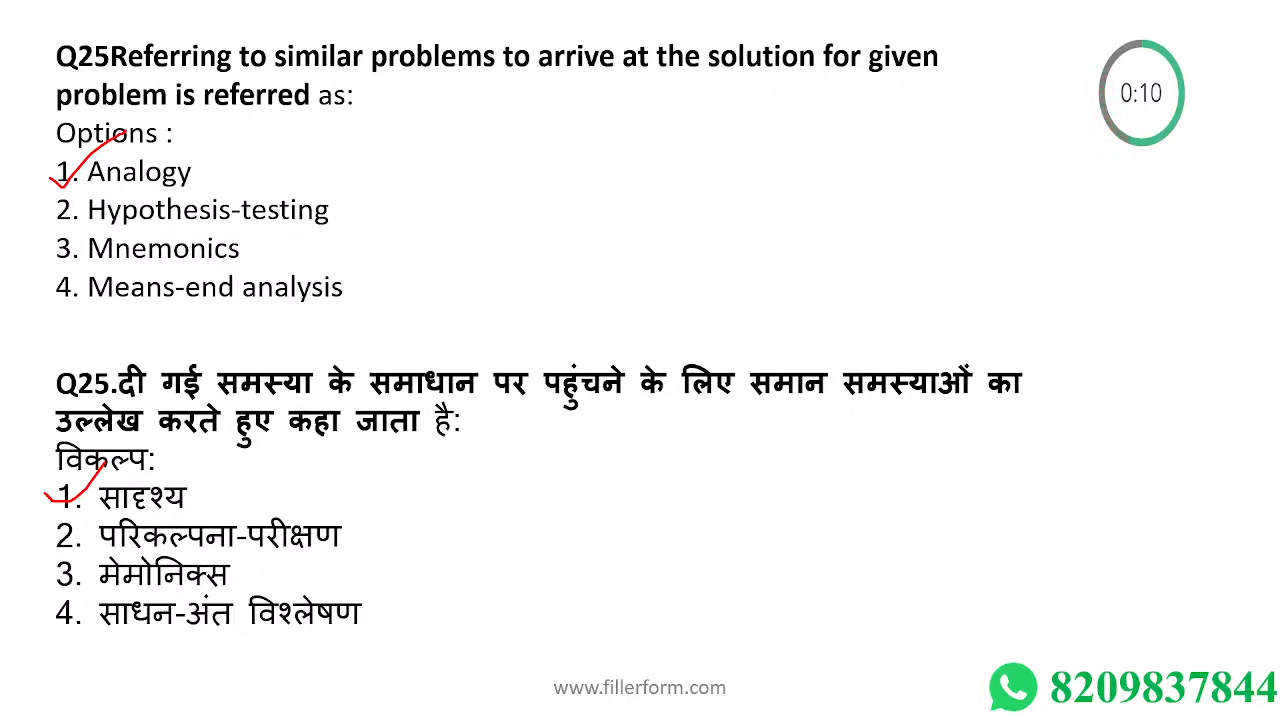 Q25Referring to similar problems to arrive at the solution for given
problem is referred as:
Options :
1. Analogy
2. Hypothesis-testing
3. Mnemonics
4. Means-end analysis
0:10
Q25.दी गई समस्या के समाधान पर पहुंचने के लिए समान समस्याओं का
उल्लेख करते हुए कहा जाता है:
विकल्प:
1. सादृश्य
2. परिकल्पना-परीक्षण
3. मेमोनिक्स
4. साधन-अंत विश्लेषण
www.fillerform.com
8209837844